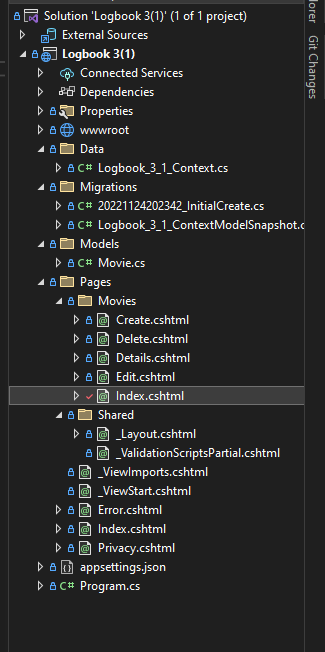 Solution 'Logbook 3(1)' (1 of 1 project)
External Sources
Logbook 3(1)
Connected Services
Dependencies
Properties
wwwroot
Data
C# Logbook_3_1_Context.cs
Migrations
C# 20221124202342_InitialCreate.cs
C# Logbook_3_1_ContextModelSnapshot.c
Models
C# Movie.cs
Pages
Movies
Create.cshtml
Delete.cshtml
Details.cshtml
Edit.cshtml
Index.cshtml
Shared
_Layout.cshtml
_ValidationScriptsPartial.cshtml
_ViewImports.cshtml
_ViewStart.cshtml
Error.cshtml
Index.cshtml
Privacy.cshtml
appsettings.json
C# Program.cs
lorer
Git Changes